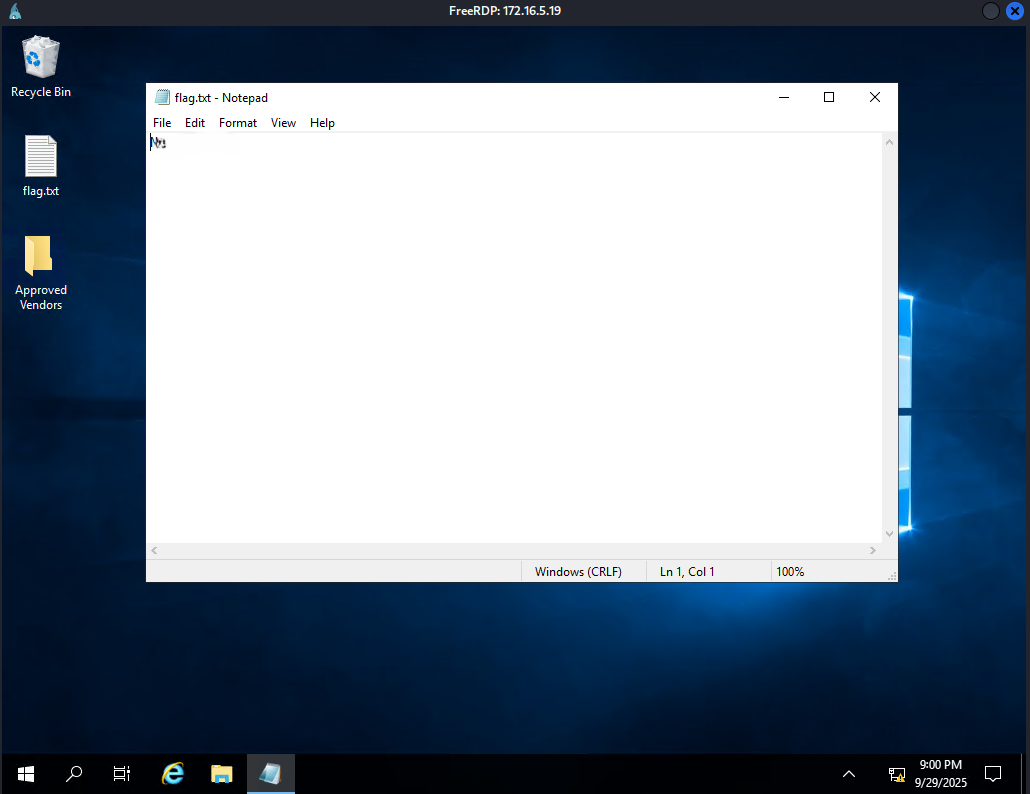 FreeRDP: 172.16.5.19
Recycle Bin
flag.txt
Approved
Vendors
flag.txt - Notepad
File Edit Format View Help
Windows (CRLF) Ln 1, Col 1 100%
9:00 PM
9/29/2025